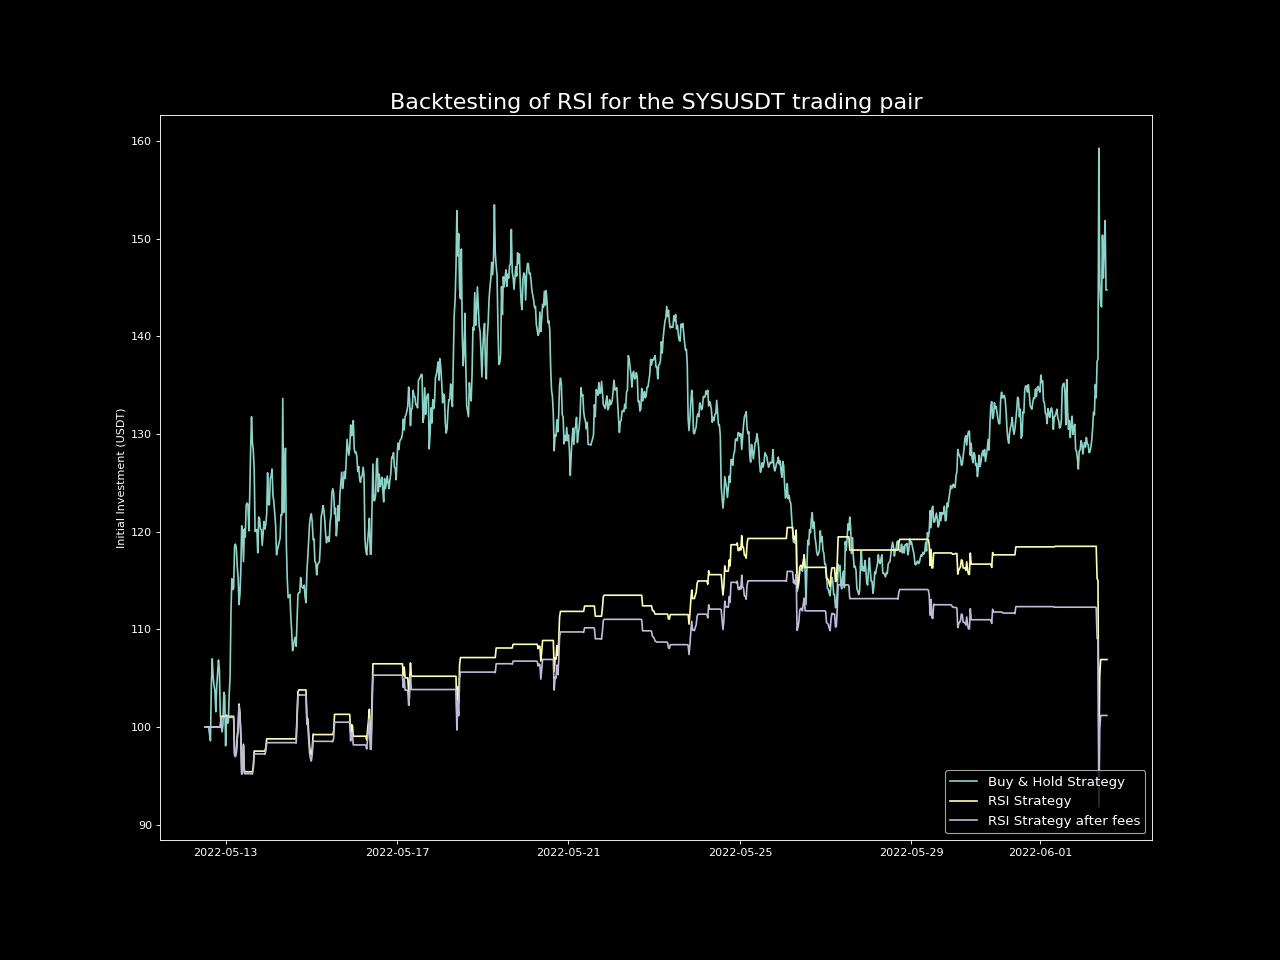 Backtesting of RSI for the SYSUSDT trading pair
Initial Investment (USDT)
160
150
140
130
120
110
100
90
2022-05-13 2022-05-17 2022-05-21 2022-05-25 2022-05-29 2022-06-01
Buy & Hold Strategy
RSI Strategy
RSI Strategy after fees